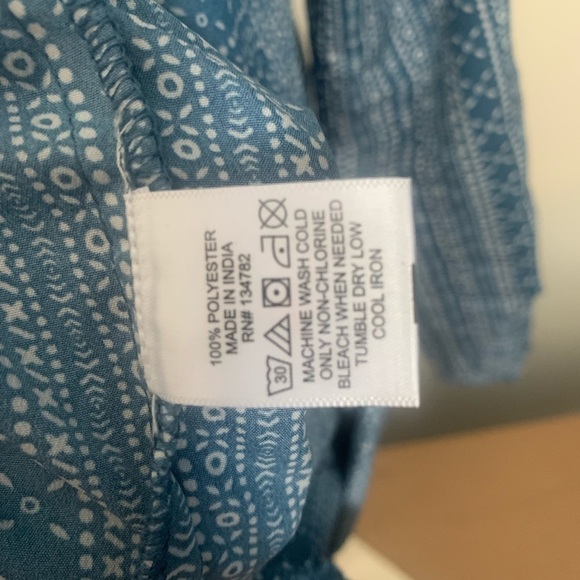 100% POLYESTER
MADE IN INDIA
RN# 134782
30
MACHINE WASH COLD
ONLY NON-CHLORINE
BLEACH WHEN NEEDED
TUMBLE DRY LOW
COOL IRON